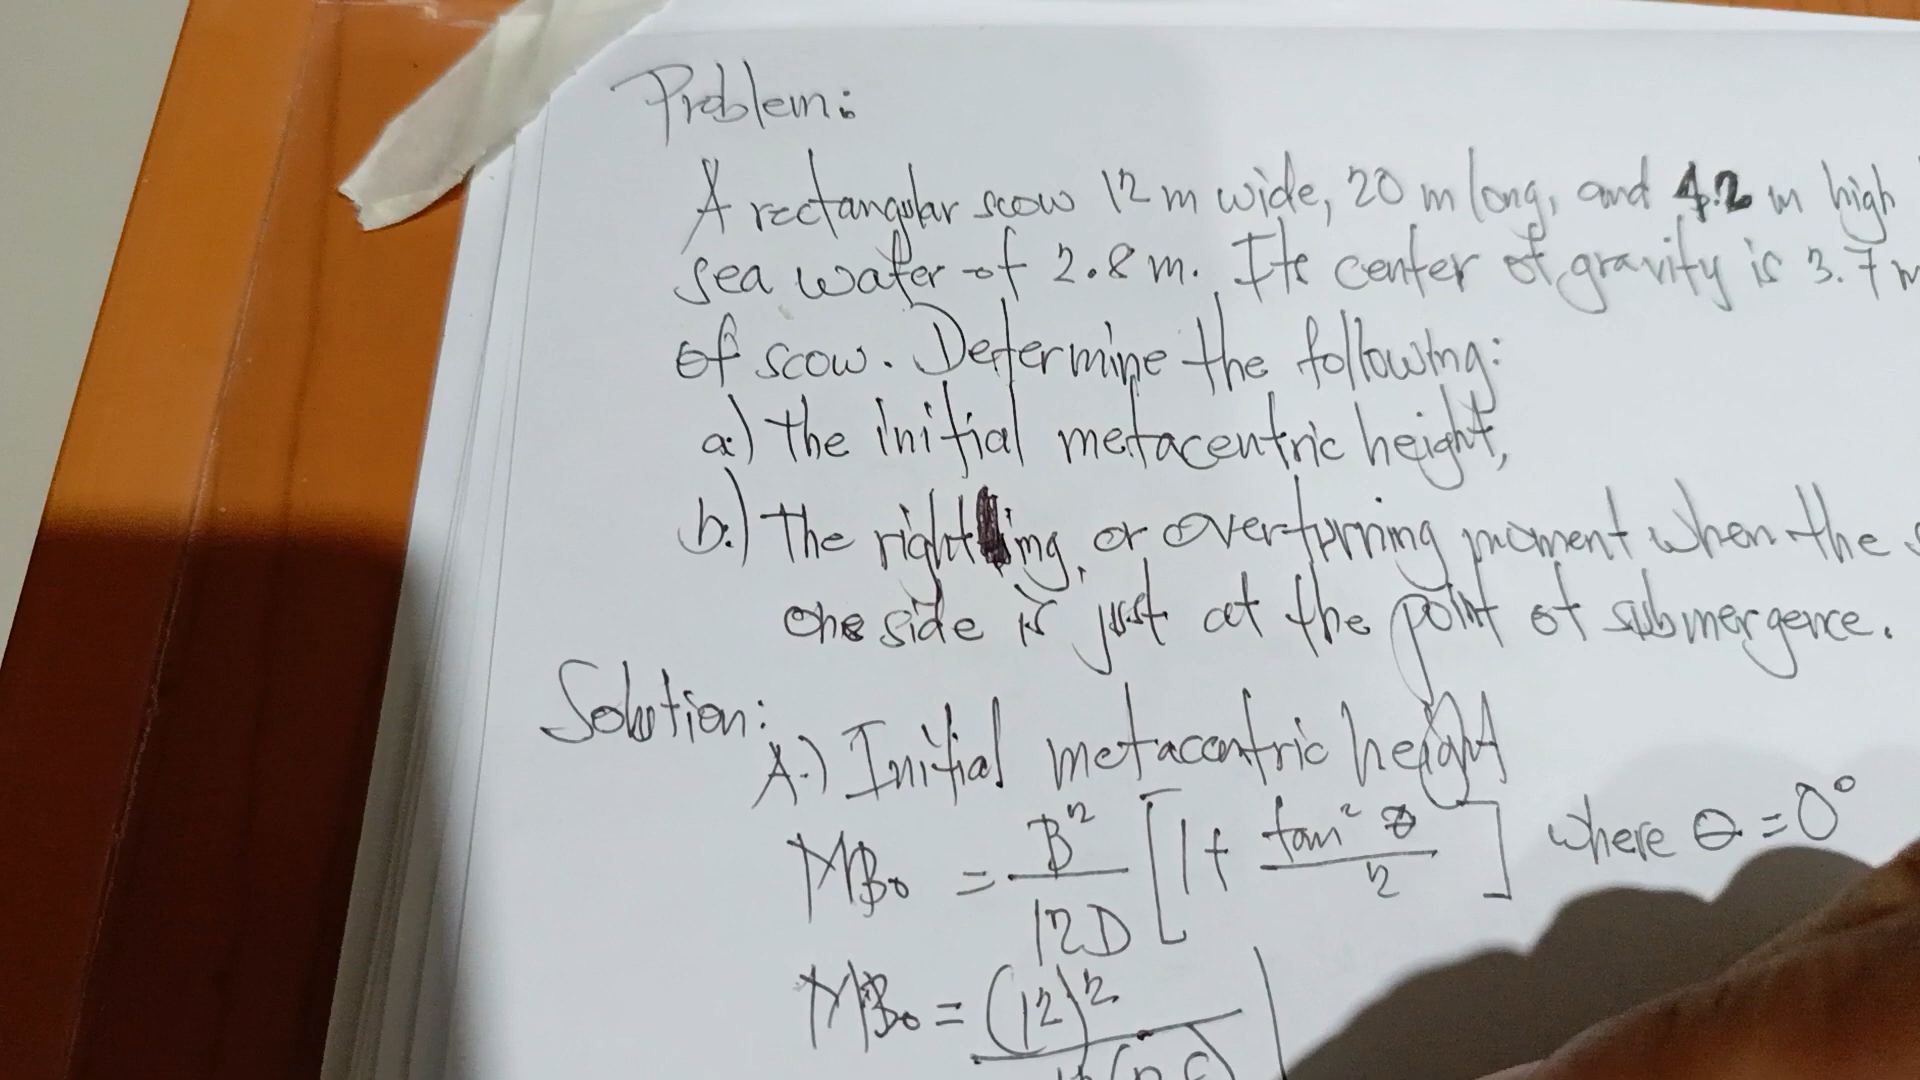 Problem:
A rectangular scow 12 m wide, 20 m long, and 4.2 m high
sea water of 2.8 m. Its center of gravity is 3.7 m
of scow. Determine the following:
a.) the initial metacentric height,
b.) the righting, or overturning moment when the
one side is just at the point of submergence.
Solution:
A.) Initial metacentric height
MB₀ = B² / 12D [1 + tan² θ / 2] where θ = 0°
MB₀ = (12)²